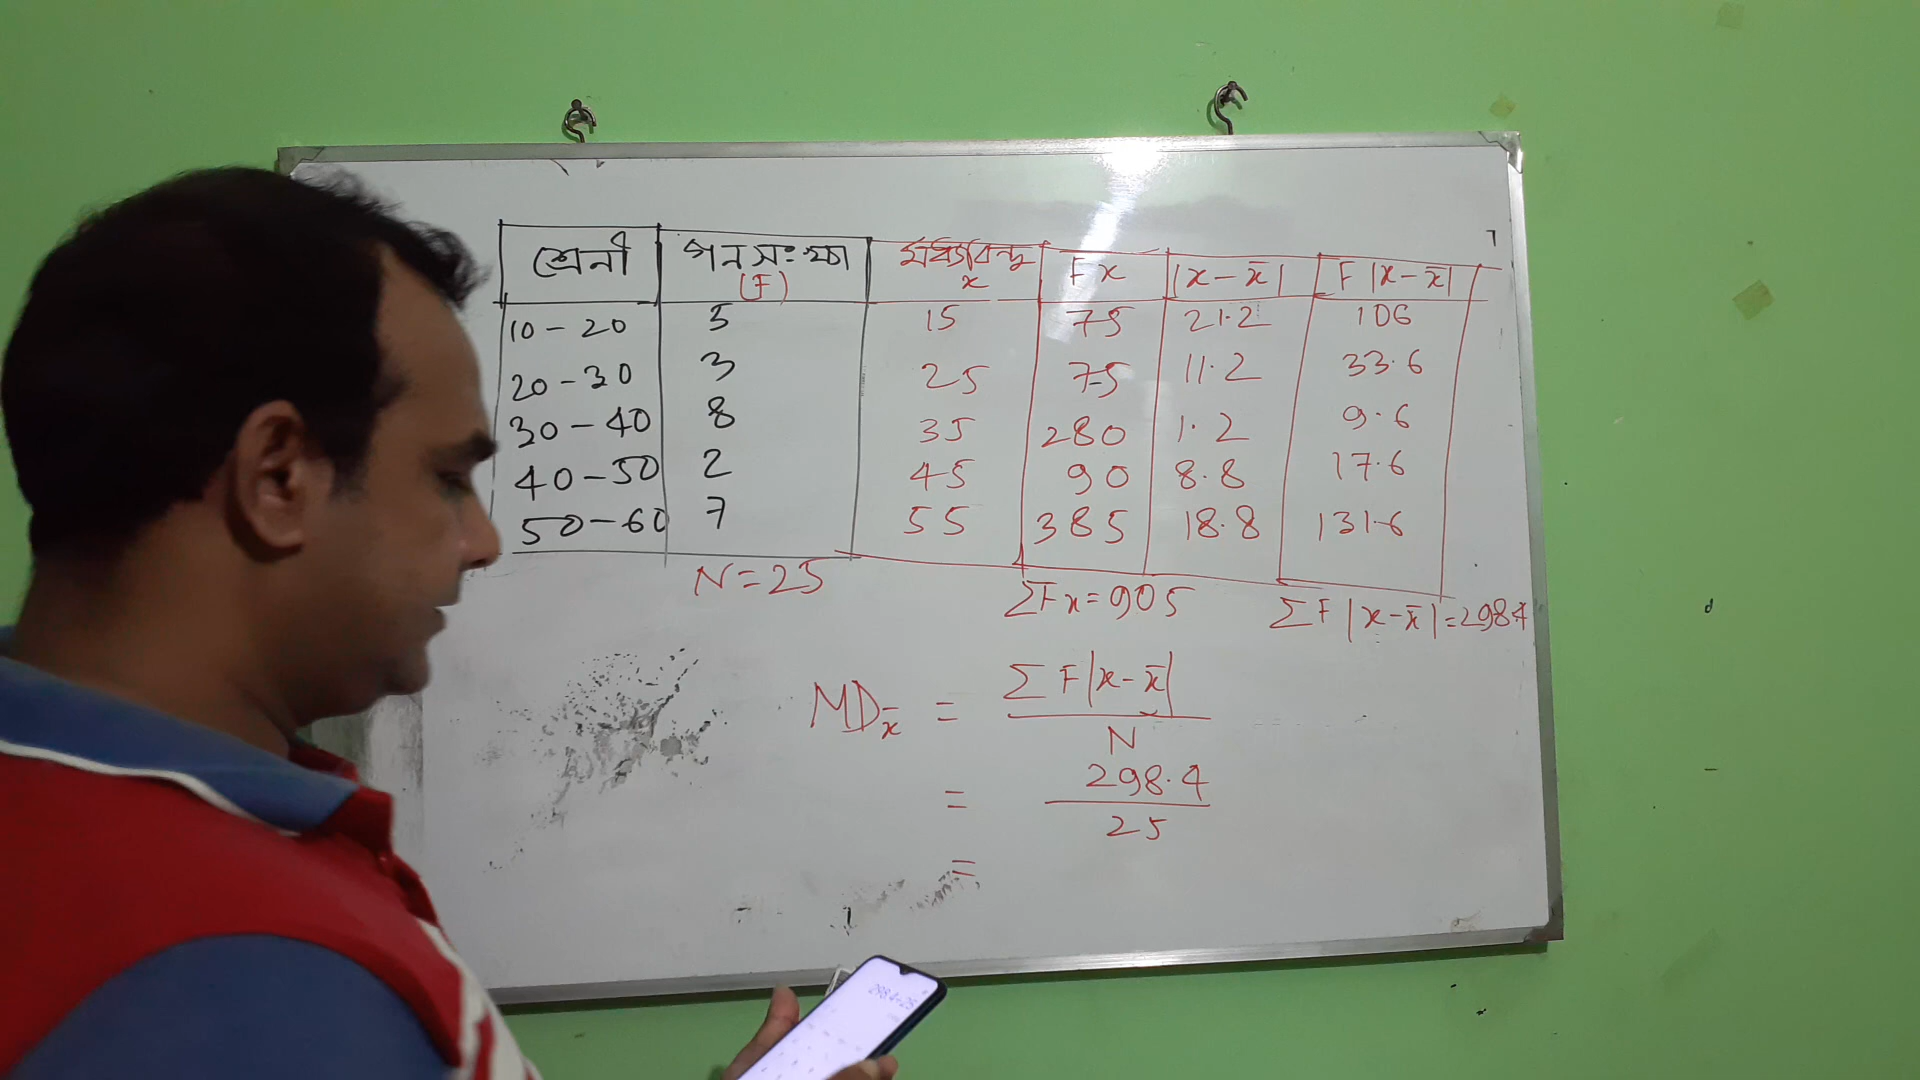 শ্রেনী গনসংখ্যা (F) মধ্যবিন্দু x Fx |x-x̄| F|x-x̄|
10-20 5 15 75 21.2 106
20-30 3 25 75 11.2 33.6
30-40 8 35 280 1.2 9.6
40-50 2 45 90 8.8 17.6
50-60 7 55 385 18.8 131.6
N=25 ΣFx=905 ΣF|x-x̄|=298.4
MDx̄ = ΣF|x-x̄|
N
= 298.4
25
=
298.4÷25